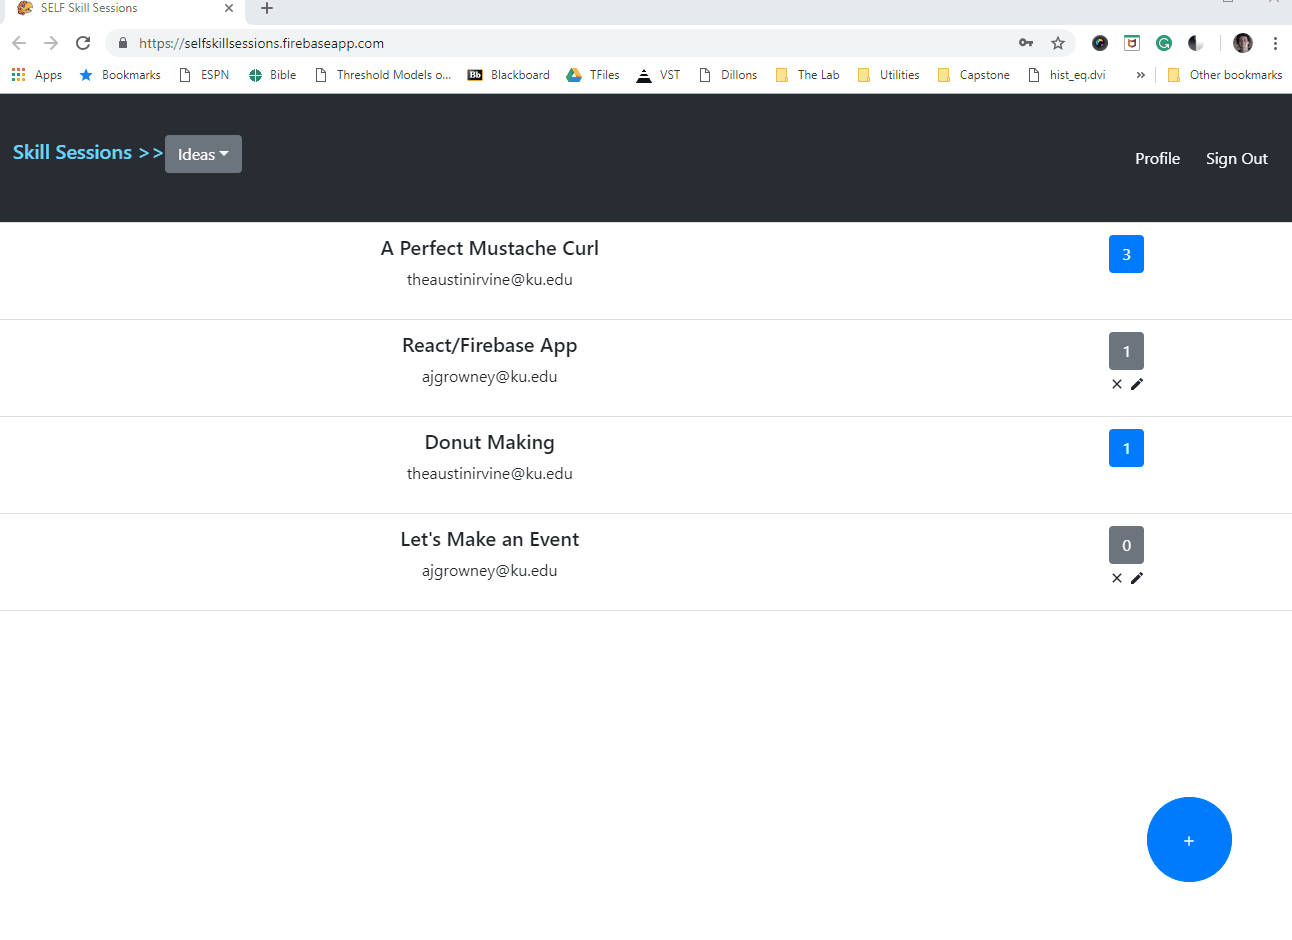 SELF Skill Sessions
https://selfskillsessions.firebaseapp.com
Apps Bookmarks ESPN Bible Threshold Models o... Bb Blackboard TFiles VST Dillons The Lab Utilities Capstone hist_eq.dvi » Other bookmarks
Skill Sessions >> Ideas Profile Sign Out
A Perfect Mustache Curl 3
theaustinirvine@ku.edu
React/Firebase App 1
ajgrowney@ku.edu
Donut Making 1
theaustinirvine@ku.edu
Let's Make an Event 0
ajgrowney@ku.edu
+